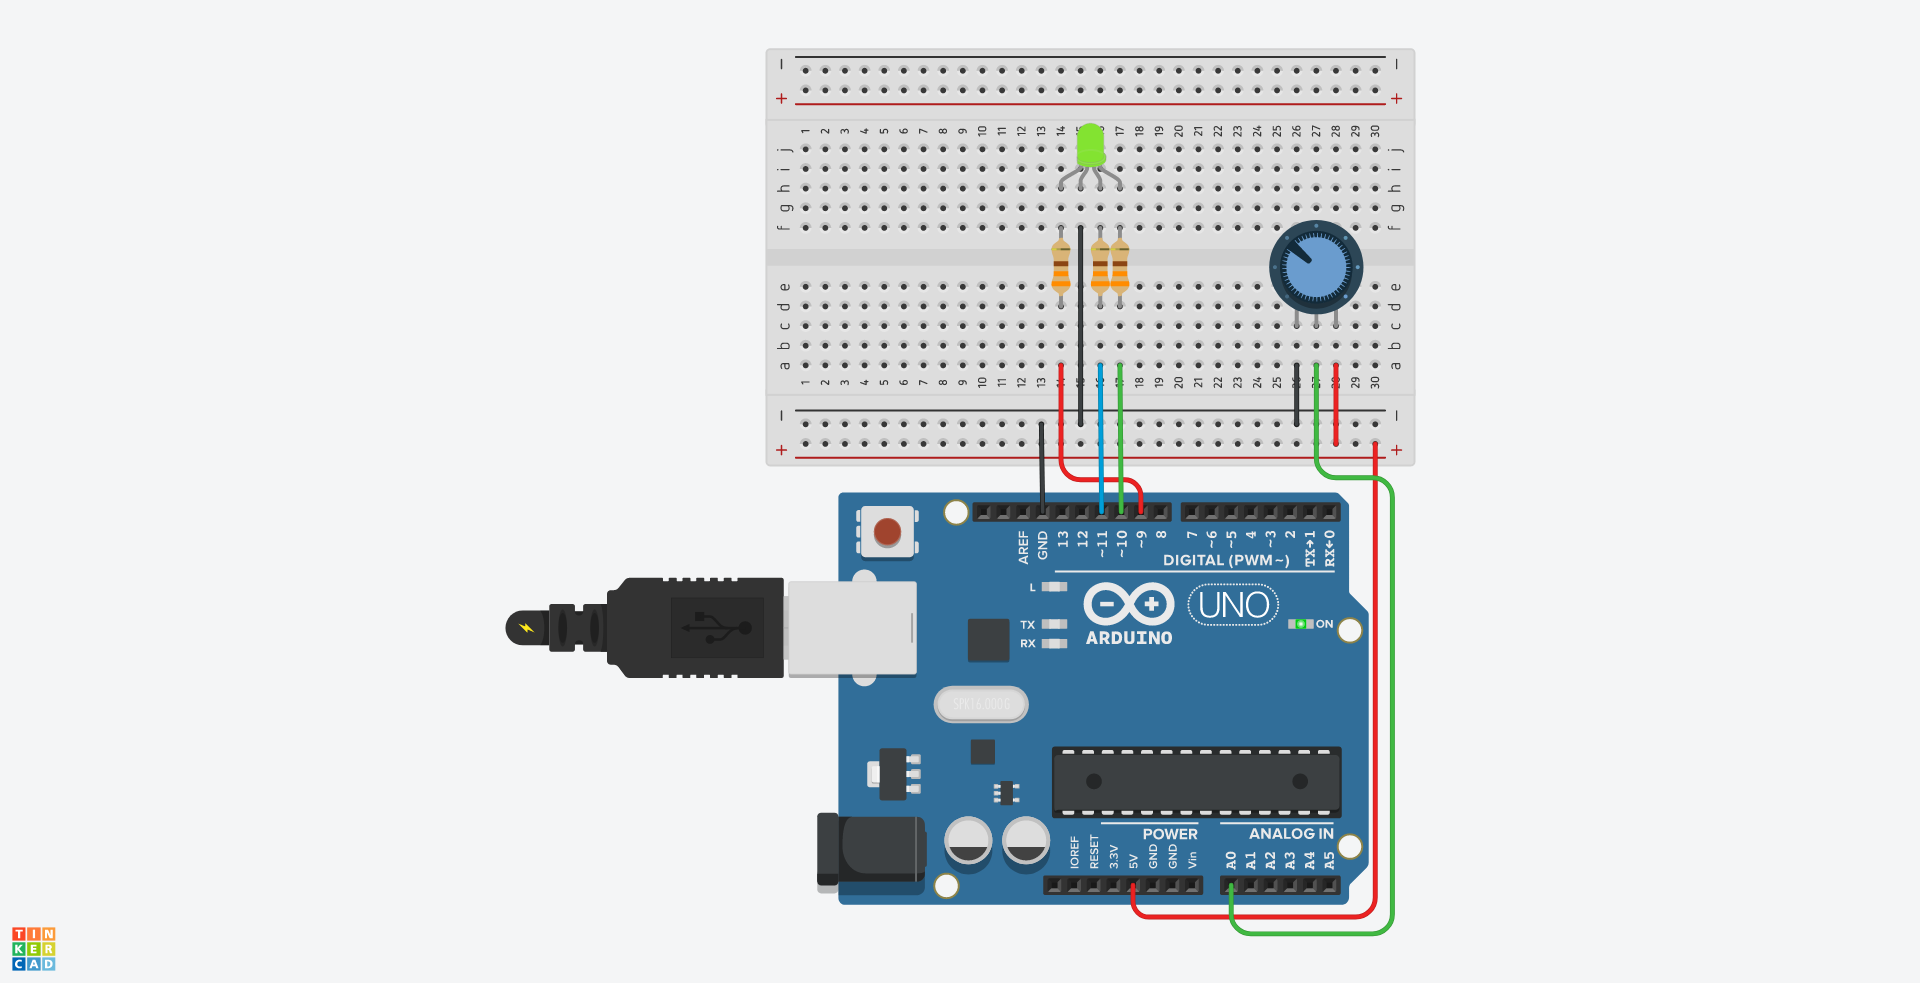 − −
+ +
1 2 3 4 5 6 7 8 9 10 11 12 13 14 17 18 19 20 21 22 23 24 25 26 27 28 29 30
j j
i i
h h
g g
f f
e e
d d
c c
b b
a a
1 2 3 4 5 6 7 8 9 10 11 12 13 14 15 16 17 18 19 20 21 22 23 24 25 26 27 28 29 30
− −
+ +
AREF GND 13 12 ~11 ~10 ~9 8 7 ~6 ~5 4 ~3 2 TX→1 RX←0
DIGITAL (PWM~)
L
TX
RX
ARDUINO
UNO
ON
SPK16.000G
POWER
ANALOG IN
IOREF RESET 3.3V 5V GND GND Vin A0 A1 A2 A3 A4 A5
TIN
KER
CAD